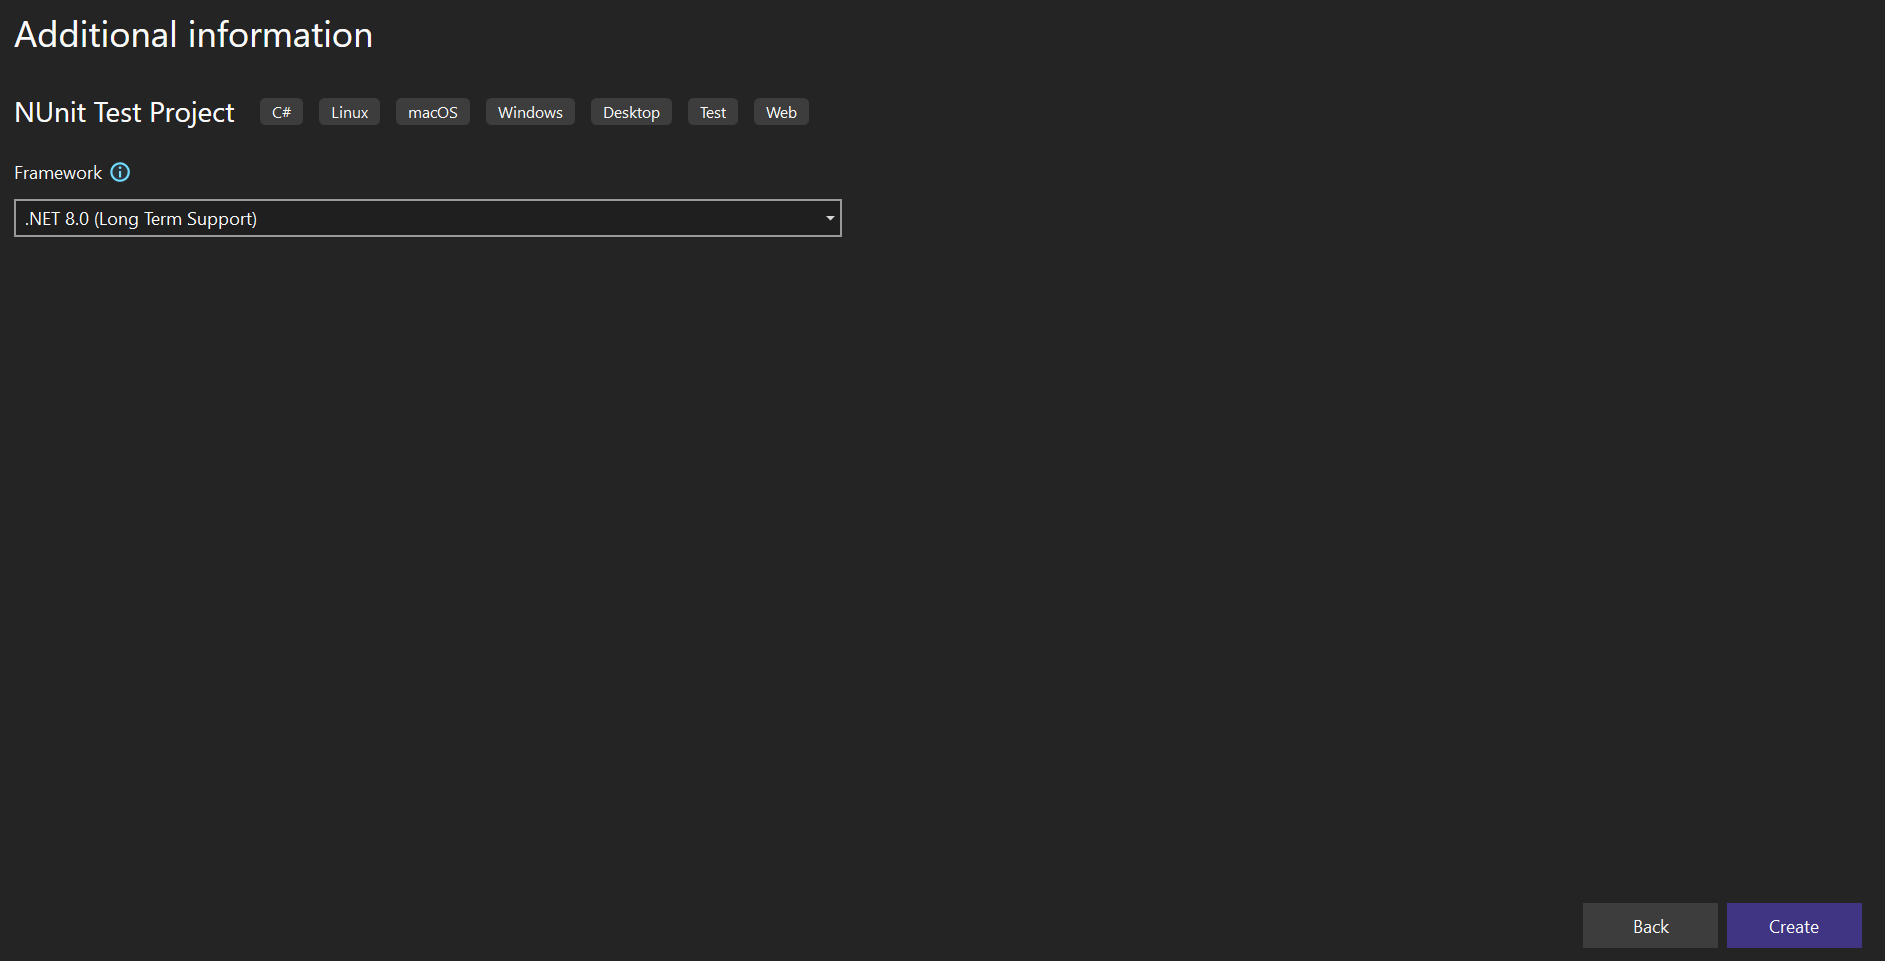 Additional information
NUnit Test Project C# Linux macOS Windows Desktop Test Web
Framework
.NET 8.0 (Long Term Support)
Back Create